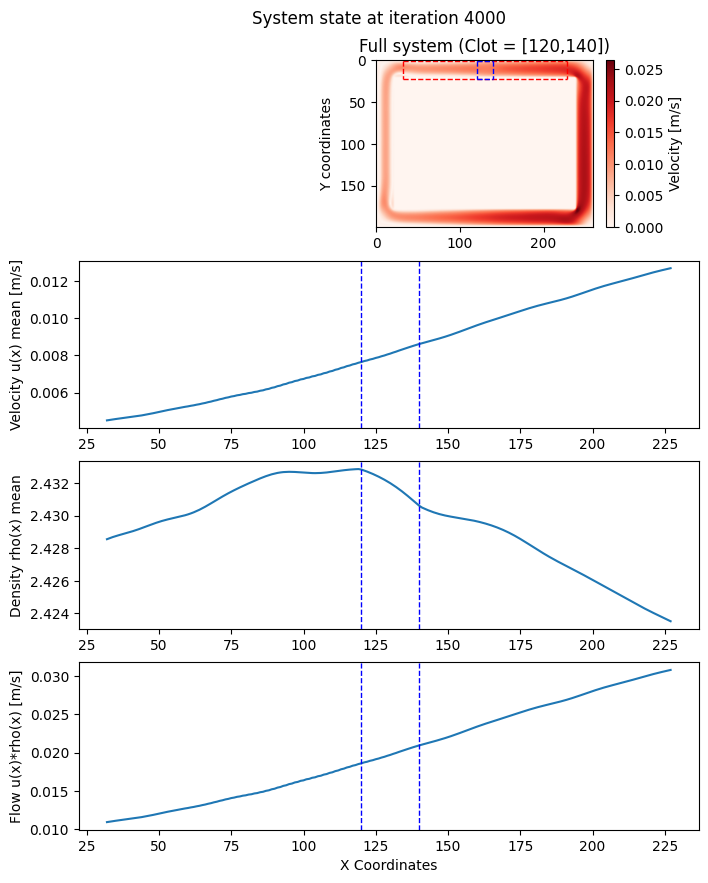 System state at iteration 4000
Full system (Clot = [120,140])
Y coordinates
0
50
100
150
0 100 200
0.025
0.020
0.015
0.010
0.005
0.000
Velocity [m/s]
Velocity u(x) mean [m/s]
0.012
0.010
0.008
0.006
25 50 75 100 125 150 175 200 225
Density rho(x) mean
2.432
2.430
2.428
2.426
2.424
25 50 75 100 125 150 175 200 225
Flow u(x)*rho(x) [m/s]
0.030
0.025
0.020
0.015
0.010
25 50 75 100 125 150 175 200 225
X Coordinates